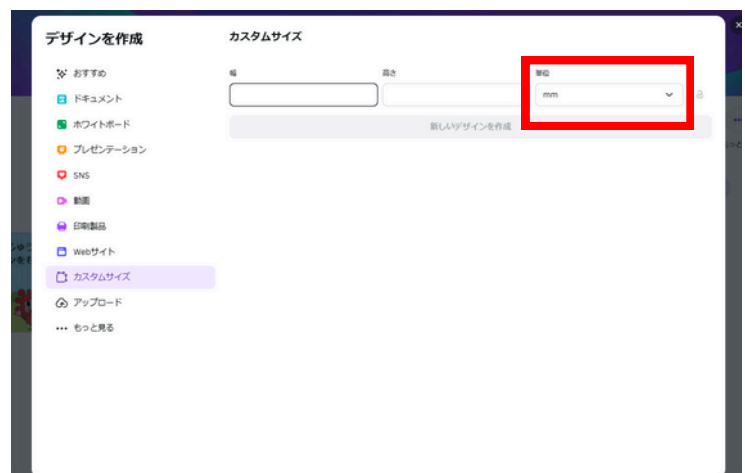 デザインを作成
カスタムサイズ
おすすめ
ドキュメント
ホワイトボード
プレゼンテーション
SNS
動画
印刷製品
Webサイト
カスタムサイズ
アップロード
もっと見る
幅
高さ
単位
mm
新しいデザインを作成